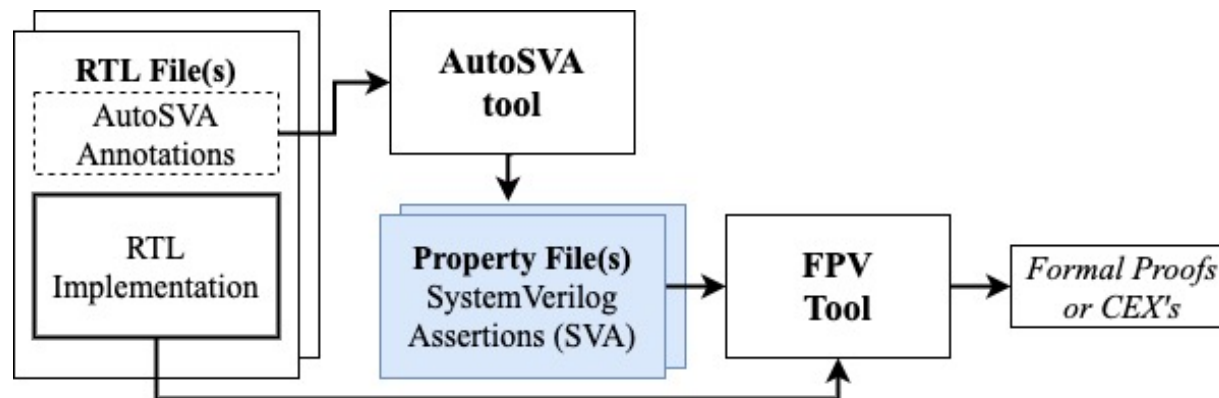 RTL File(s)
AutoSVA
Annotations
RTL
Implementation
AutoSVA
tool
Property File(s)
SystemVerilog
Assertions (SVA)
FPV
Tool
Formal Proofs
or CEX's